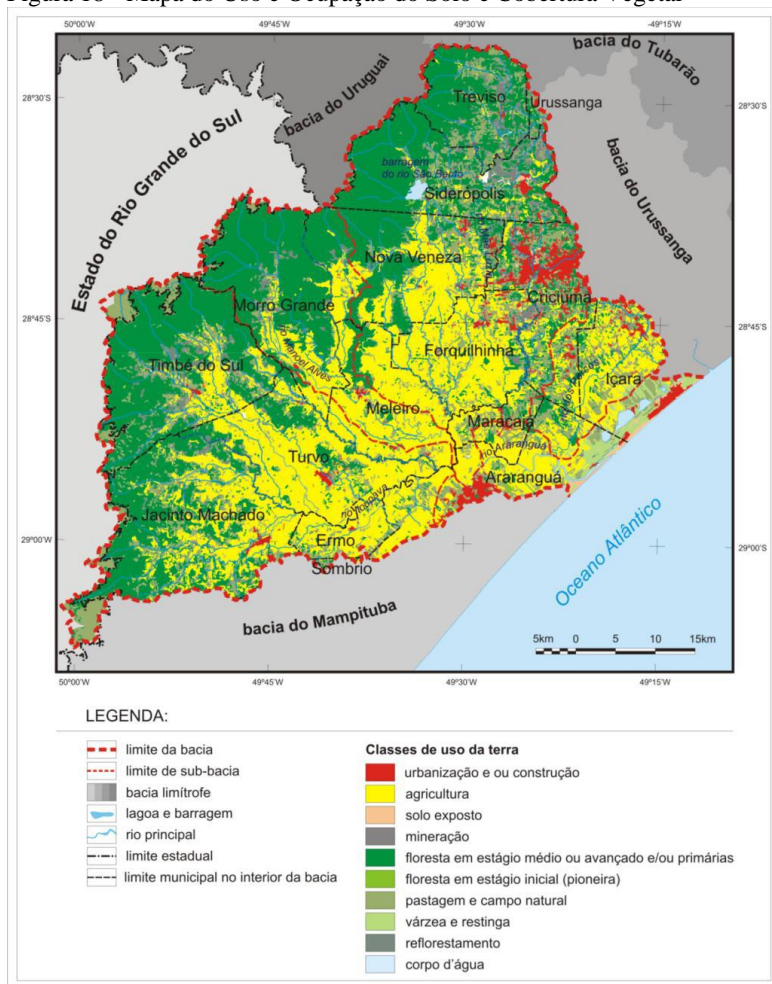 Figura 18 - Mapa do Uso e Ocupação do Solo e Cobertura Vegetal
50°00'W
49°45'W
49°30'W
-49°15'W
bacia do Tubarão
bacia do Uruguai
28°30'S
28°30'S
Treviso
Urussanga
Estado do Rio Grande do Sul
bacia do Urussanga
barragem
do rio São Bento
Siderópolis
Nova Veneza
Criciúma
Morro Grande
28°45'S
28°45'S
Forquilhinha
Timbé do Sul
rio Manoel Alves
Içara
Meleiro
Maracajá
rio Araranguá
Turvo
Araranguá
Jacinto Machado
rio Itoupava
29°00'S
29°00'S
Ermo
Sombrio
Oceano Atlântico
bacia do Mampituba
5km 0 5 10 15km
50°00'W
49°45'W
49°30'W
49°15'W
LEGENDA:
limite da bacia
limite de sub-bacia
bacia limítrofe
lagoa e barragem
rio principal
limite estadual
limite municipal no interior da bacia
Classes de uso da terra
urbanização e ou construção
agricultura
solo exposto
mineração
floresta em estágio médio ou avançado e/ou primárias
floresta em estágio inicial (pioneira)
pastagem e campo natural
várzea e restinga
reflorestamento
corpo d'água